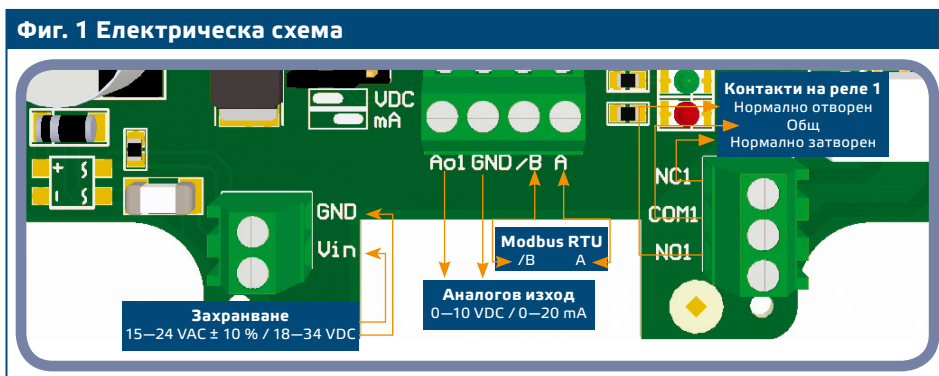 Фиг. 1 Електрическа схема
VDC
mA
Ao1 GND /B A
GND
Vin
NC1
COM1
NO1
Контакти на реле 1
Нормално отворен
Общ
Нормално затворен
Modbus RTU
/B A
Аналогов изход
0—10 VDC / 0—20 mA
Захранване
15—24 VAC ± 10 % / 18—34 VDC